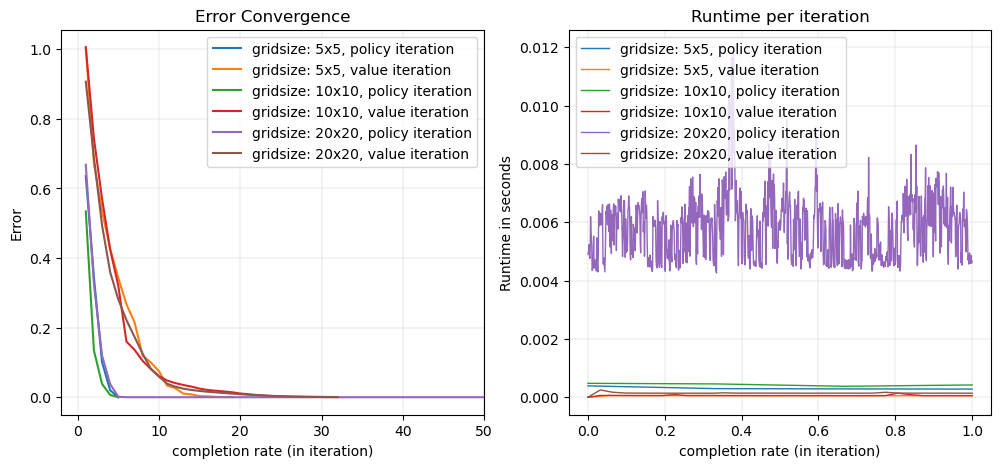 Error Convergence
Error
1.0
0.8
0.6
0.4
0.2
0.0
gridsize: 5x5, policy iteration
gridsize: 5x5, value iteration
gridsize: 10x10, policy iteration
gridsize: 10x10, value iteration
gridsize: 20x20, policy iteration
gridsize: 20x20, value iteration
0 10 20 30 40 50
completion rate (in iteration)
Runtime per iteration
Runtime in seconds
0.012
0.010
0.008
0.006
0.004
0.002
0.000
gridsize: 5x5, policy iteration
gridsize: 5x5, value iteration
gridsize: 10x10, policy iteration
gridsize: 10x10, value iteration
gridsize: 20x20, policy iteration
gridsize: 20x20, value iteration
0.0 0.2 0.4 0.6 0.8 1.0
completion rate (in iteration)